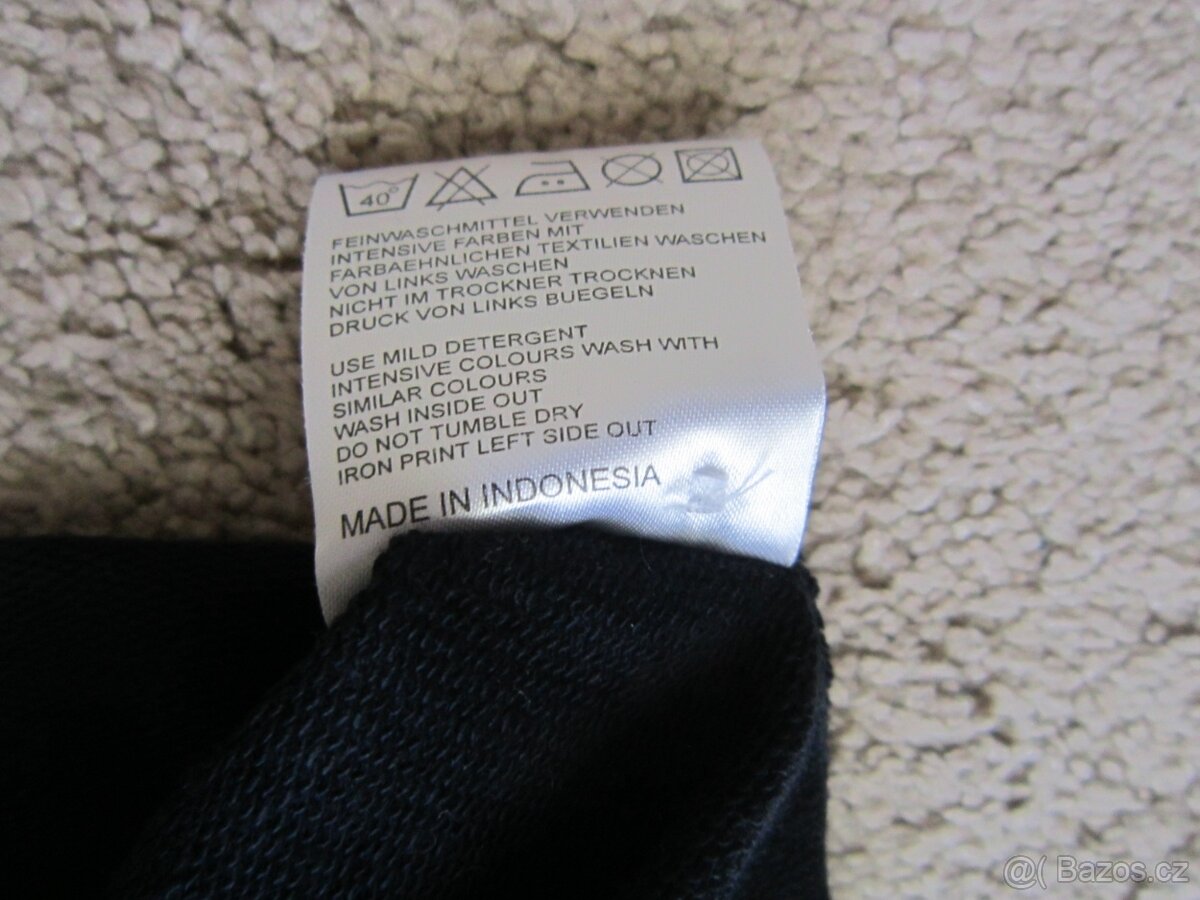 40°
FEINWASCHMITTEL VERWENDEN
INTENSIVE FARBEN MIT
FARBAEHNLICHEN TEXTILIEN WASCHEN
VON LINKS WASCHEN
NICHT IM TROCKNER TROCKNEN
DRUCK VON LINKS BUEGELN
USE MILD DETERGENT
INTENSIVE COLOURS WASH WITH
SIMILAR COLOURS
WASH INSIDE OUT
DO NOT TUMBLE DRY
IRON PRINT LEFT SIDE OUT
MADE IN INDONESIA
@( Bazos.cz